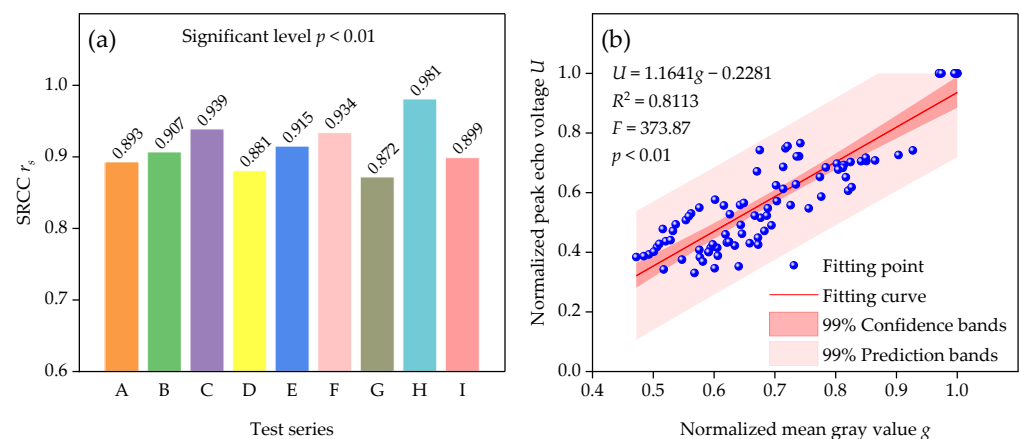 (a)
Significant level p < 0.01
SRCC rs
1.0
0.9
0.8
0.7
0.6
0.893
0.907
0.939
0.881
0.915
0.934
0.872
0.981
0.899
A B C D E F G H I
Test series
(b)
Normalized peak echo voltage U
1.0
0.8
0.6
0.4
0.2
0.0
U = 1.1641g − 0.2281
R² = 0.8113
F = 373.87
p < 0.01
Fitting point
Fitting curve
99% Confidence bands
99% Prediction bands
0.4 0.5 0.6 0.7 0.8 0.9 1.0
Normalized mean gray value g